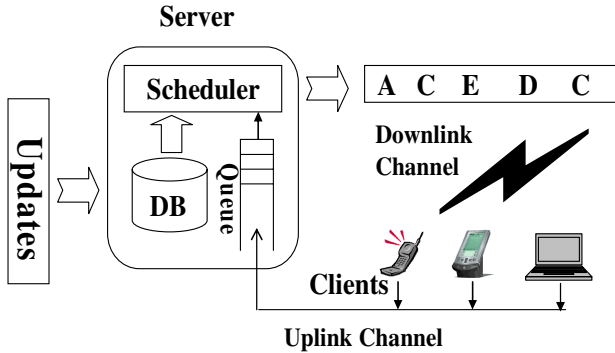 Server
Scheduler
A C E D C
Updates
DB
Queue
Downlink
Channel
Clients
Uplink Channel